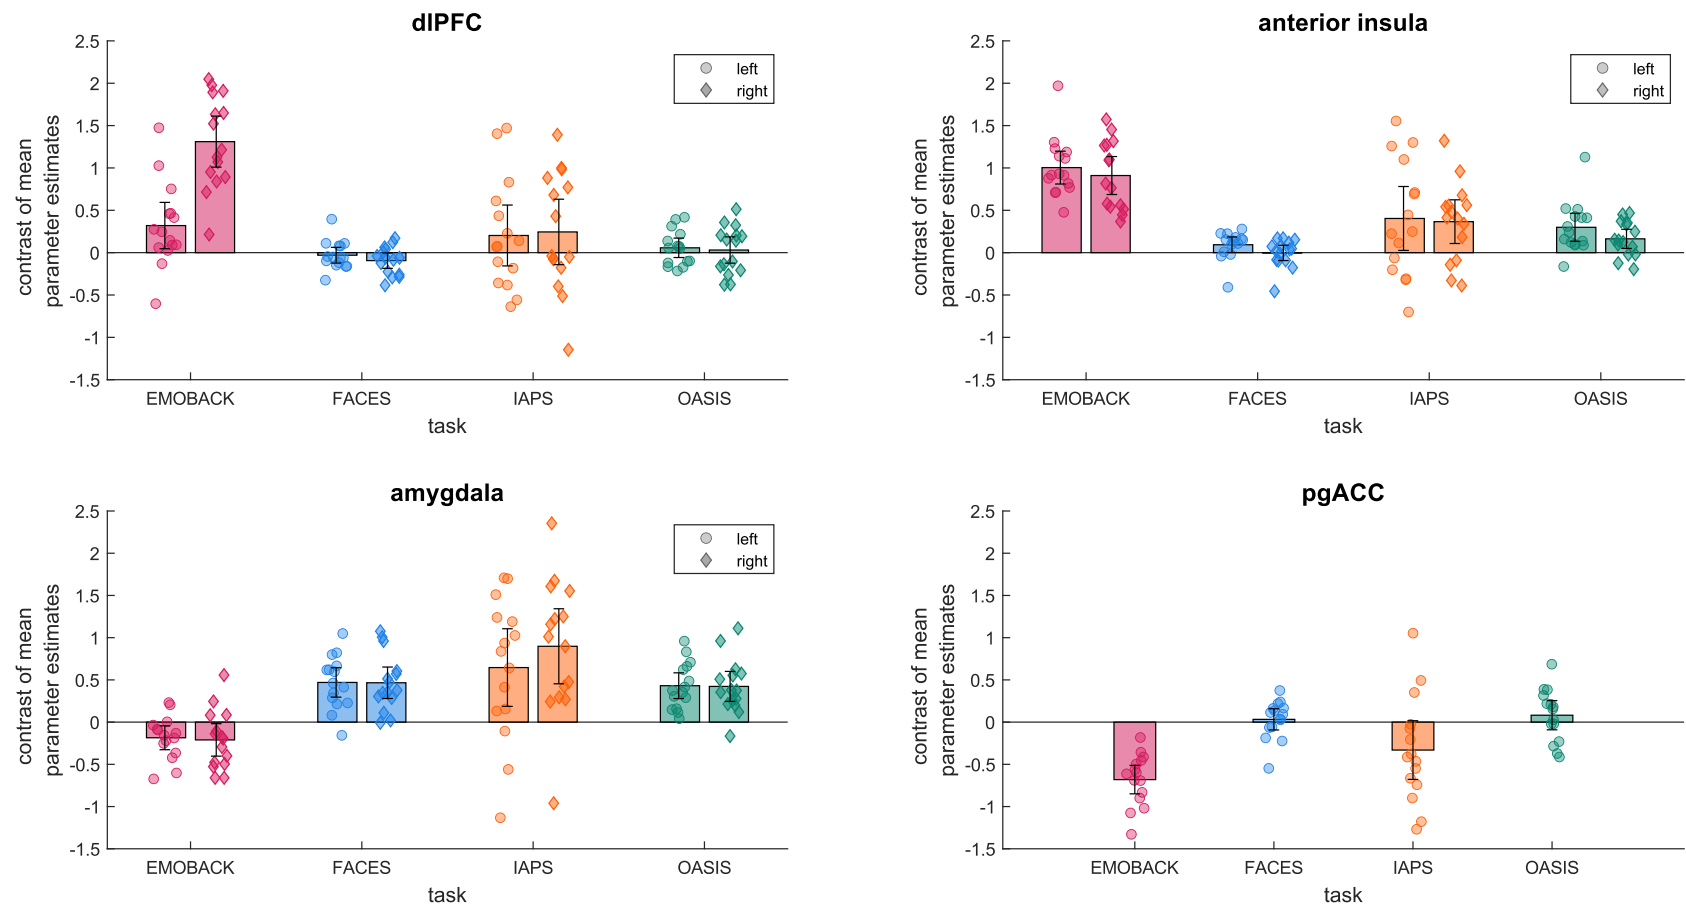 dlPFC
2.5
2
1.5
1
0.5
0
-0.5
-1
-1.5
contrast of mean
parameter estimates
left
right
EMOBACK FACES IAPS OASIS
task
anterior insula
2.5
2
1.5
1
0.5
0
-0.5
-1
-1.5
contrast of mean
parameter estimates
left
right
EMOBACK FACES IAPS OASIS
task
amygdala
2.5
2
1.5
1
0.5
0
-0.5
-1
-1.5
contrast of mean
parameter estimates
left
right
EMOBACK FACES IAPS OASIS
task
pgACC
2.5
2
1.5
1
0.5
0
-0.5
-1
-1.5
contrast of mean
parameter estimates
EMOBACK FACES IAPS OASIS
task